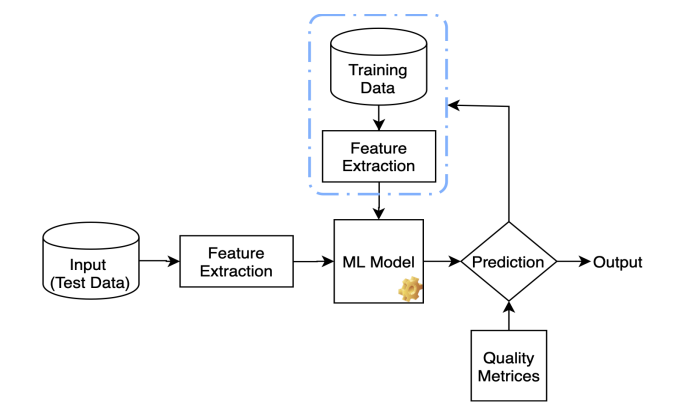 Training
Data
Feature
Extraction
Input
(Test Data)
Feature
Extraction
ML Model
Prediction
Output
Quality
Metrices